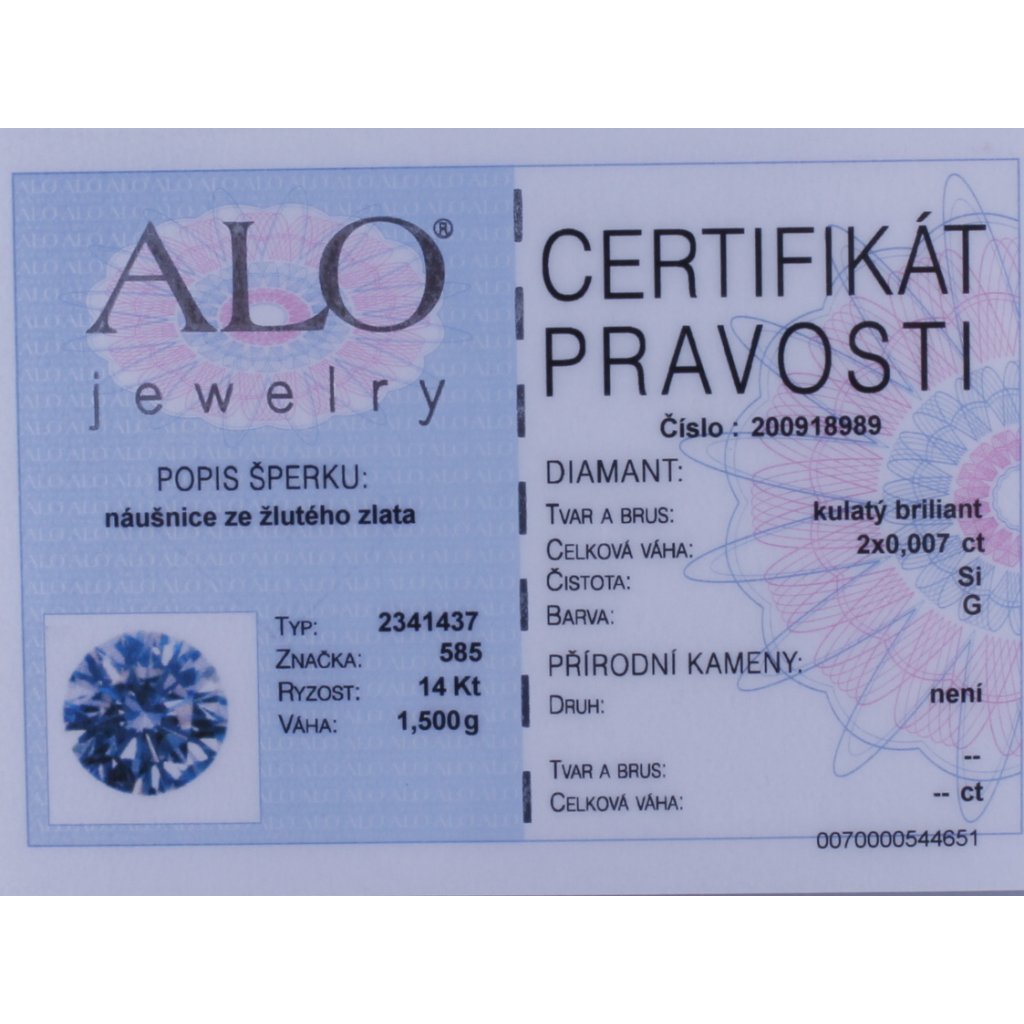 ALO®
jewelry
POPIS ŠPERKU:
náušnice ze žlutého zlata
TYP: 2341437
ZNAČKA: 585
RYZOST: 14 Kt
VÁHA: 1,500 g
CERTIFIKÁT
PRAVOSTI
Číslo : 200918989
DIAMANT:
TVAR A BRUS: kulatý briliant
CELKOVÁ VÁHA: 2x0,007 ct
ČISTOTA: Si
BARVA: G
PŘÍRODNÍ KAMENY:
DRUH: není
TVAR A BRUS: --
CELKOVÁ VÁHA: -- ct
0070000544651